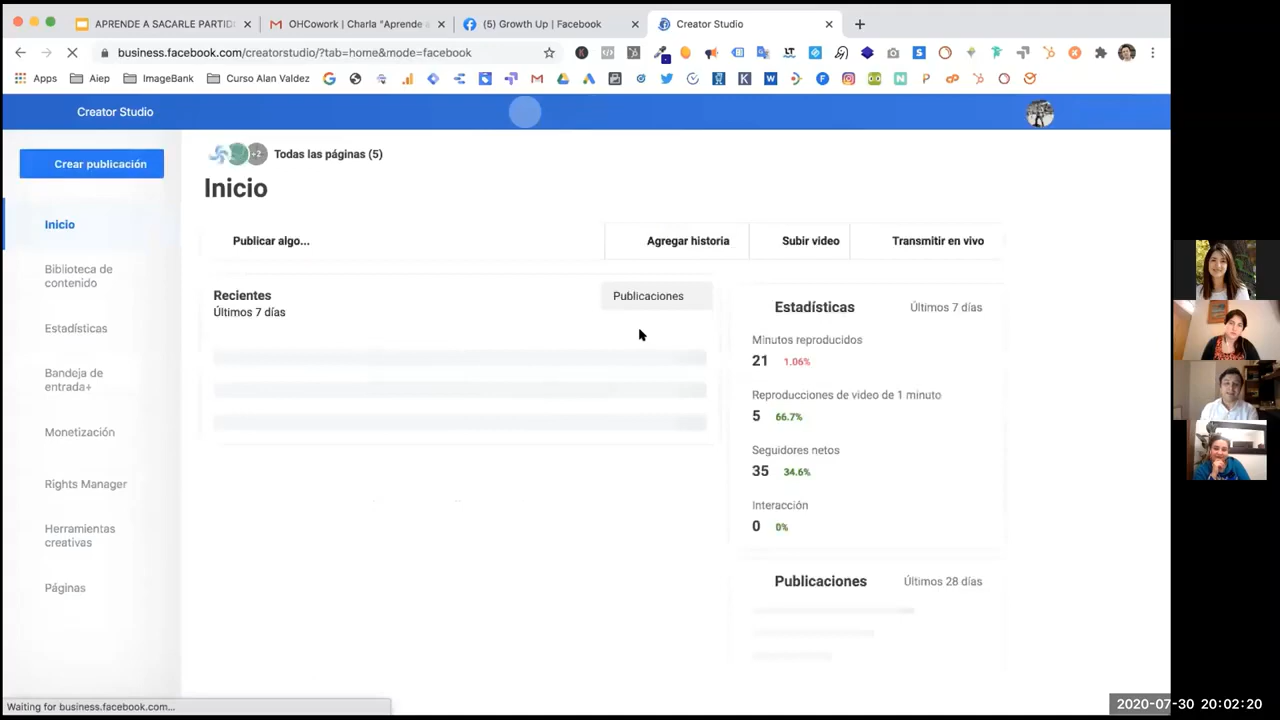 APRENDE A SACARLE PARTID
OHCowork | Charla "Aprende
(5) Growth Up | Facebook
Creator Studio
business.facebook.com/creatorstudio/?tab=home&mode=facebook
Apps
Aiep
ImageBank
Curso Alan Valdez
Creator Studio
Crear publicación
Inicio
Biblioteca de
contenido
Estadísticas
Bandeja de
entrada+
Monetización
Rights Manager
Herramientas
creativas
Páginas
+2
Todas las páginas (5)
Inicio
Publicar algo...
Agregar historia
Subir video
Transmitir en vivo
Recientes
Últimos 7 días
Publicaciones
Estadísticas
Últimos 7 días
Minutos reproducidos
21 1.06%
Reproducciones de video de 1 minuto
5 66.7%
Seguidores netos
35 34.6%
Interacción
0 0%
Publicaciones
Últimos 28 días
Waiting for business.facebook.com...
2020-07-30 20:02:20